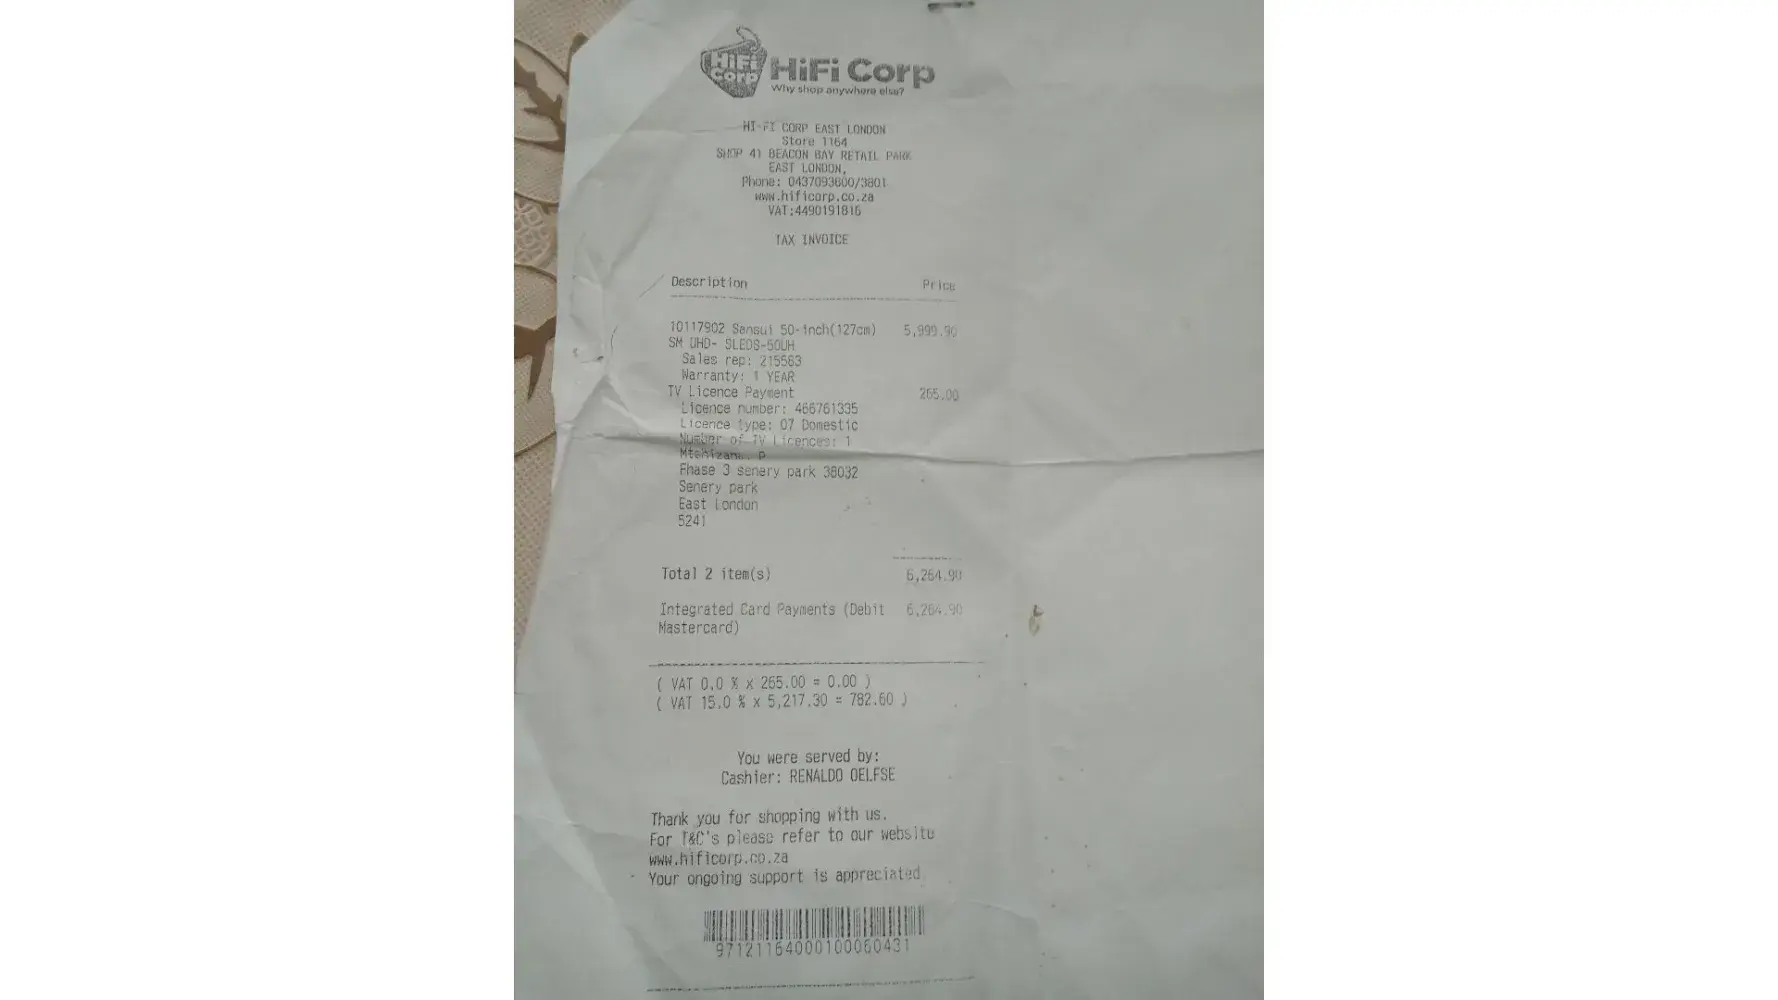 HiFi Corp
HiFi Corp
Why shop anywhere else?
HI-FI CORP EAST LONDON
Store 1164
SHOP 41 BEACON BAY RETAIL PARK
EAST LONDON,
Phone: 0437093600/3801
www.hificorp.co.za
VAT:4490191816
TAX INVOICE
Description Price
10117902 Sansui 50-inch(127cm) 5,999.90
SM UHD- SLEDS-50UH
Sales rep: 215563
Warranty: 1 YEAR
TV Licence Payment 265.00
Licence number: 466761335
Licence type: 07 Domestic
Number of TV Licences: 1
P
Phase 3 senery park 38032
Senery park
East London
5241
Total 2 item(s) 6,264.90
Integrated Card Payments (Debit 6,264.90
Mastercard)
( VAT 0.0 % x 265.00 = 0.00 )
( VAT 15.0 % x 5,217.30 = 782.60 )
You were served by:
Cashier: RENALDO OELFSE
Thank you for shopping with us.
For T&C's please refer to our website
www.hificorp.co.za
Your ongoing support is appreciated
97121164000100060431